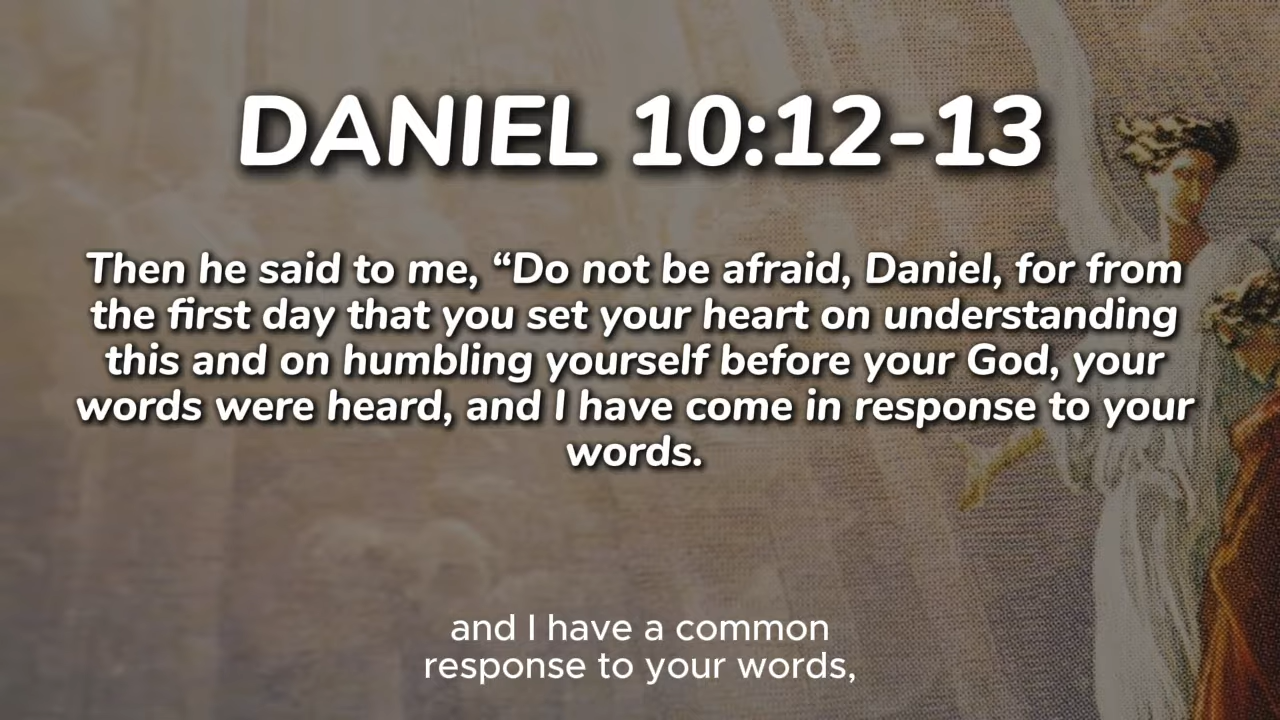 DANIEL 10:12-13
Then he said to me, “Do not be afraid, Daniel, for from
the first day that you set your heart on understanding
this and on humbling yourself before your God, your
words were heard, and I have come in response to your
words.
and I have a common
response to your words,